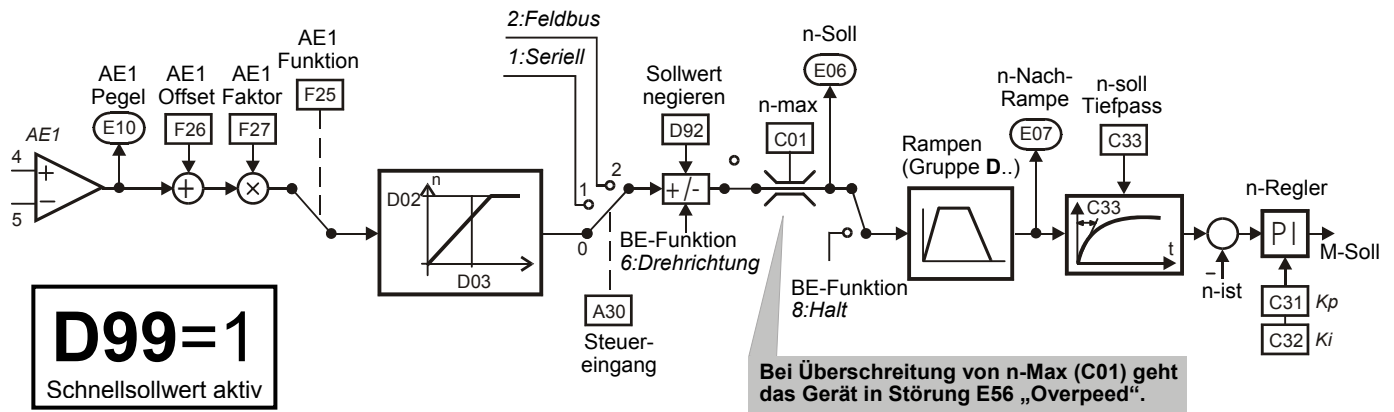 2:Feldbus
1:Seriell
n-Soll
E06
AE1
Funktion
F25
AE1
Pegel
E10
AE1
Offset
F26
AE1
Faktor
F27
AE1
4
+
5
−
+
×
D02
n
D03
2
1
0
A30
Steuer-
eingang
Sollwert
negieren
D92
+/-
BE-Funktion
6:Drehrichtung
n-max
C01
Rampen
(Gruppe D..)
BE-Funktion
8:Halt
n-Nach-
Rampe
E07
n-soll
Tiefpass
C33
C33
t
n-Regler
PI
M-Soll
−
n-ist
C31 Kp
C32 Ki
D99=1
Schnellsollwert aktiv
Bei Überschreitung von n-Max (C01) geht
das Gerät in Störung E56 „Overpeed“.